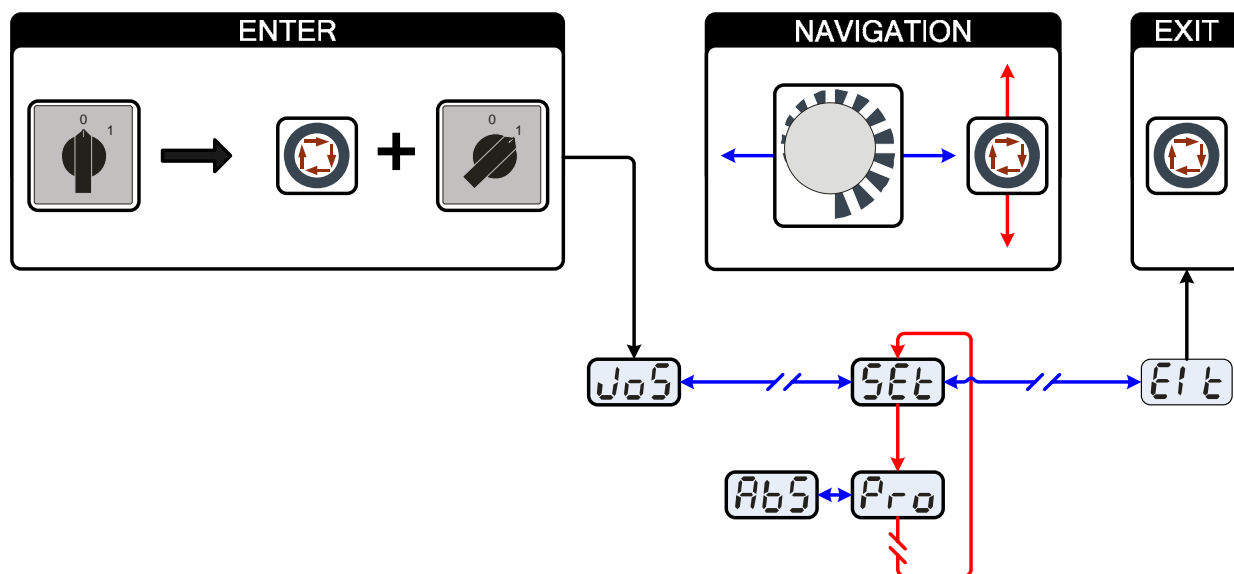 ENTER
NAVIGATION
EXIT
0
1
+
0
1
JoS
SEt
EIt
AbS
Pro